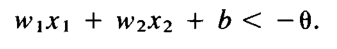 w₁x₁ + w₂x₂ + b < −θ.